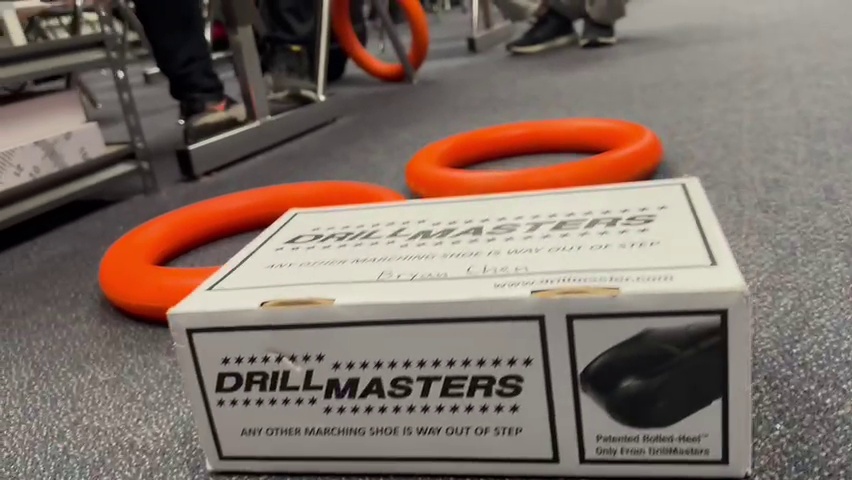 DRILLMASTERS
ANY OTHER MARCHING SHOE IS WAY OUT OF STEP
Bryan Chen
www.drillmaster.com
DRILLMASTERS
ANY OTHER MARCHING SHOE IS WAY OUT OF STEP
Patented Rolled-Heel™
Only From DrillMasters